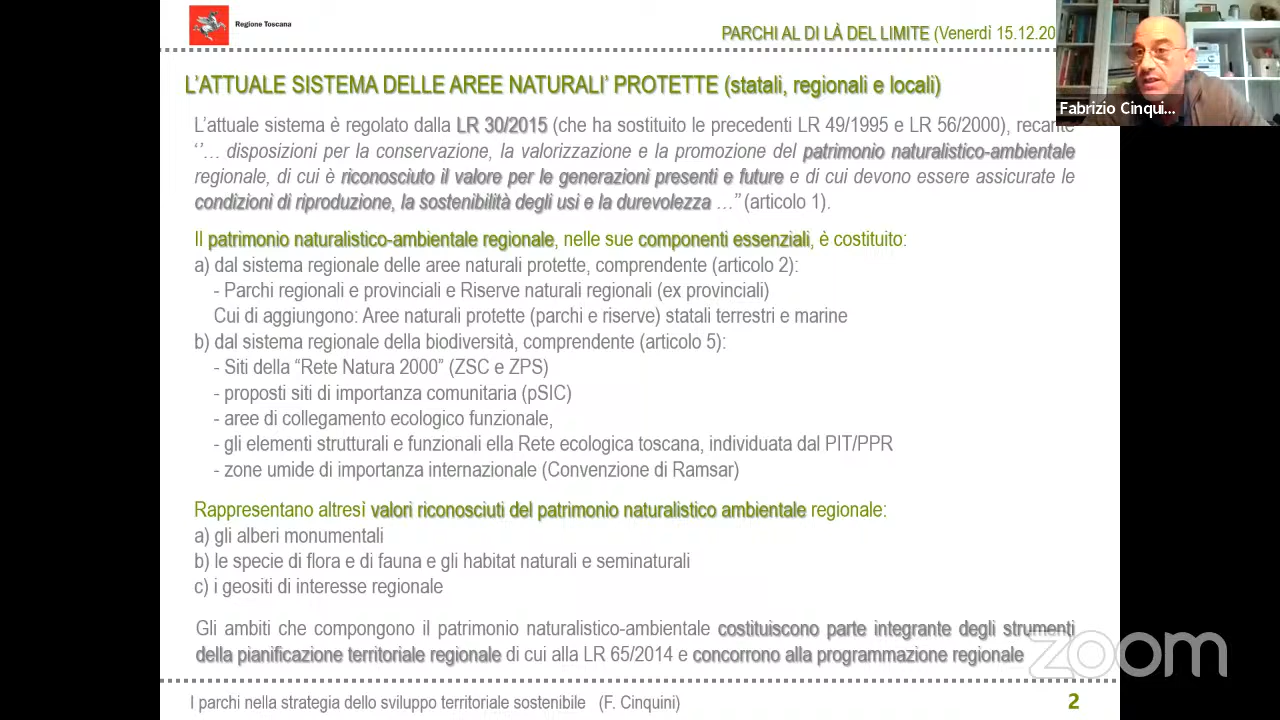 Regione Toscana
PARCHI AL DI LÀ DEL LIMITE (Venerdì 15.12.20
Fabrizio Cinqui...
L'ATTUALE SISTEMA DELLE AREE NATURALI' PROTETTE (statali, regionali e locali)
L'attuale sistema è regolato dalla LR 30/2015 (che ha sostituito le precedenti LR 49/1995 e LR 56/2000), recante
''… disposizioni per la conservazione, la valorizzazione e la promozione del patrimonio naturalistico-ambientale
regionale, di cui è riconosciuto il valore per le generazioni presenti e future e di cui devono essere assicurate le
condizioni di riproduzione, la sostenibilità degli usi e la durevolezza …" (articolo 1).
Il patrimonio naturalistico-ambientale regionale, nelle sue componenti essenziali, è costituito:
a) dal sistema regionale delle aree naturali protette, comprendente (articolo 2):
- Parchi regionali e provinciali e Riserve naturali regionali (ex provinciali)
Cui di aggiungono: Aree naturali protette (parchi e riserve) statali terrestri e marine
b) dal sistema regionale della biodiversità, comprendente (articolo 5):
- Siti della "Rete Natura 2000" (ZSC e ZPS)
- proposti siti di importanza comunitaria (pSIC)
- aree di collegamento ecologico funzionale,
- gli elementi strutturali e funzionali ella Rete ecologica toscana, individuata dal PIT/PPR
- zone umide di importanza internazionale (Convenzione di Ramsar)
Rappresentano altresì valori riconosciuti del patrimonio naturalistico ambientale regionale:
a) gli alberi monumentali
b) le specie di flora e di fauna e gli habitat naturali e seminaturali
c) i geositi di interesse regionale
Gli ambiti che compongono il patrimonio naturalistico-ambientale costituiscono parte integrante degli strumenti
della pianificazione territoriale regionale di cui alla LR 65/2014 e concorrono alla programmazione regionale
zoom
I parchi nella strategia dello sviluppo territoriale sostenibile (F. Cinquini)
2